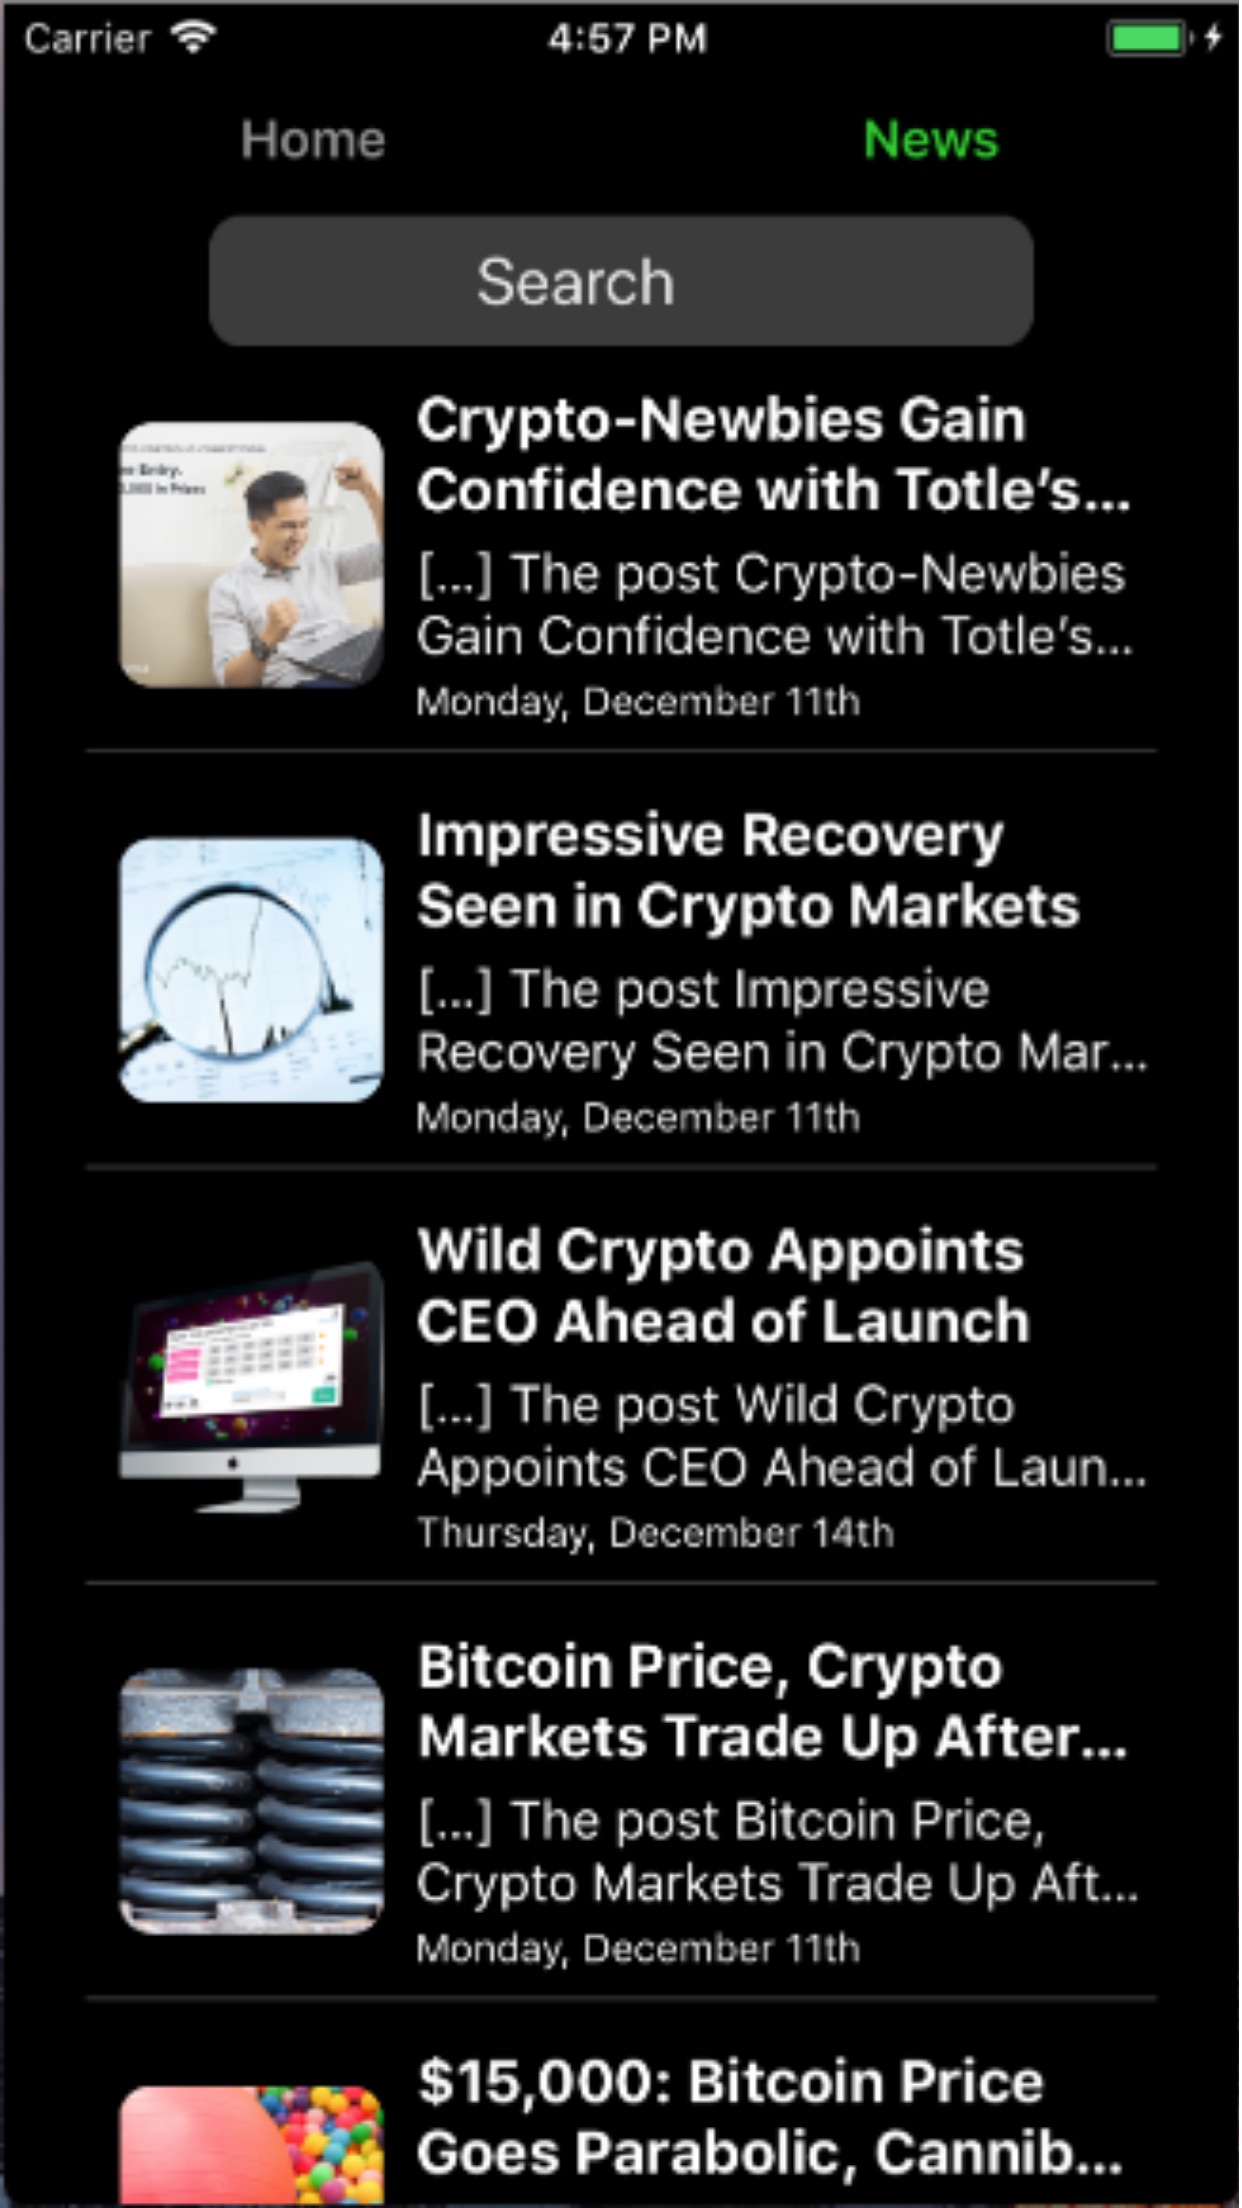 Carrier
4:57 PM
Home
News
Search
Crypto-Newbies Gain
Confidence with Totle’s...
[...] The post Crypto-Newbies
Gain Confidence with Totle’s...
Monday, December 11th
Impressive Recovery
Seen in Crypto Markets
[...] The post Impressive
Recovery Seen in Crypto Mar...
Monday, December 11th
Wild Crypto Appoints
CEO Ahead of Launch
[...] The post Wild Crypto
Appoints CEO Ahead of Laun...
Thursday, December 14th
Bitcoin Price, Crypto
Markets Trade Up After...
[...] The post Bitcoin Price,
Crypto Markets Trade Up Aft...
Monday, December 11th
$15,000: Bitcoin Price
Goes Parabolic, Cannib...